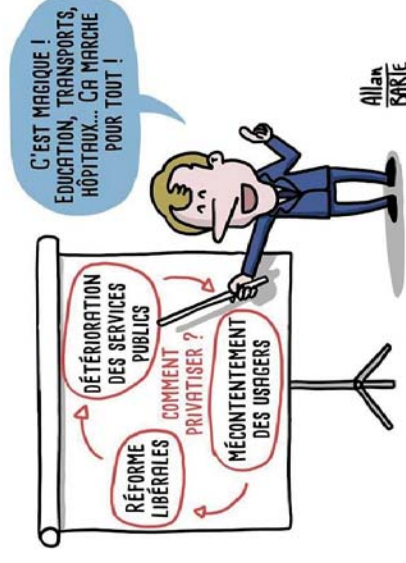 C'EST MAGIQUE !
EDUCATION, TRANSPORTS,
HÔPITAUX... CA MARCHE
POUR TOUT !
DÉTÉRIORATION
DES SERVICES
PUBLICS
COMMENT
PRIVATISER ?
RÉFORME
LIBÉRALES
MÉCONTENTEMENT
DES USAGERS
Allan
BARTE